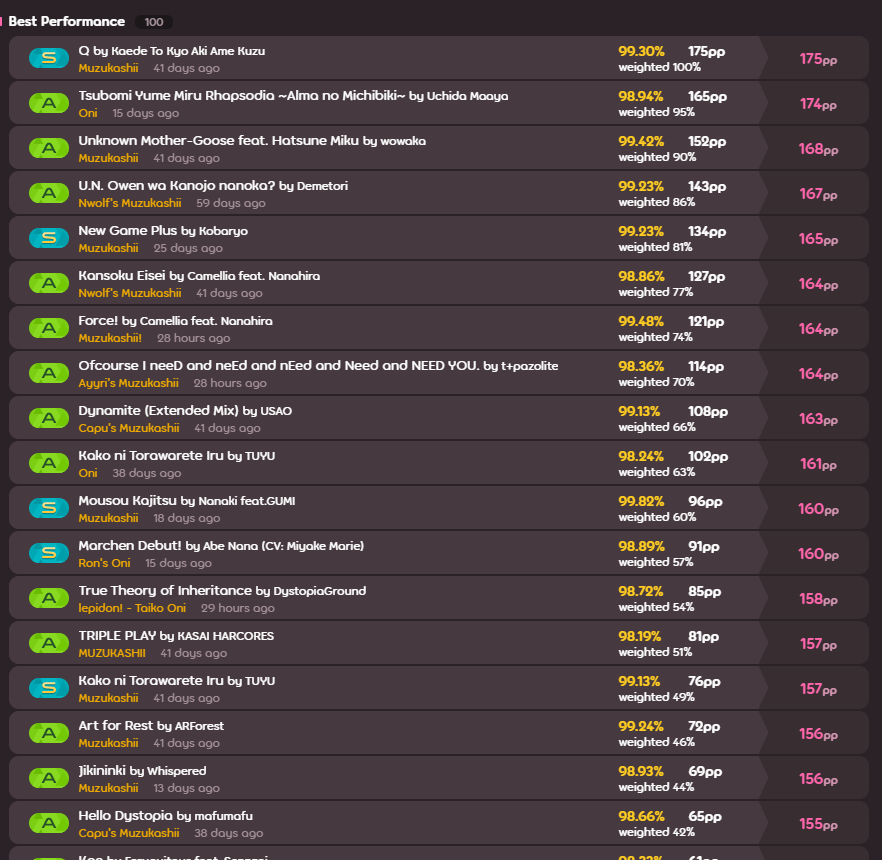 Best Performance 100
S Q by Kaede To Kyo Aki Ame Kuzu 99.30% 175pp 175pp
Muzukashii 41 days ago weighted 100%
A Tsubomi Yume Miru Rhapsodia ~Alma no Michibiki~ by Uchida Maaya 98.94% 165pp 174pp
Oni 15 days ago weighted 95%
A Unknown Mother-Goose feat. Hatsune Miku by wowaka 99.42% 152pp 168pp
Muzukashii 41 days ago weighted 90%
A U.N. Owen wa Kanojo nanoka? by Demetori 99.23% 143pp 167pp
Nwolf's Muzukashii 59 days ago weighted 86%
S New Game Plus by Kobaryo 99.23% 134pp 165pp
Muzukashii 25 days ago weighted 81%
A Kansoku Eisei by Camellia feat. Nanahira 98.86% 127pp 164pp
Nwolf's Muzukashii 41 days ago weighted 77%
A Force! by Camellia feat. Nanahira 99.48% 121pp 164pp
Muzukashii! 28 hours ago weighted 74%
A Ofcourse I neeD and neEd and nEed and Need and NEED YOU. by t+pazolite 98.36% 114pp 164pp
Ayyri's Muzukashii 28 hours ago weighted 70%
A Dynamite (Extended Mix) by USAO 99.13% 108pp 163pp
Capu's Muzukashii 41 days ago weighted 66%
A Kako ni Torawarete Iru by TUYU 98.24% 102pp 161pp
Oni 38 days ago weighted 63%
S Mousou Kajitsu by Nanaki feat.GUMI 99.82% 96pp 160pp
Muzukashii 18 days ago weighted 60%
S Marchen Debut! by Abe Nana (CV: Miyake Marie) 98.89% 91pp 160pp
Ron's Oni 15 days ago weighted 57%
A True Theory of Inheritance by DystopiaGround 98.72% 85pp 158pp
lepidon! - Taiko Oni 29 hours ago weighted 54%
A TRIPLE PLAY by KASAI HARCORES 98.19% 81pp 157pp
MUZUKASHII 41 days ago weighted 51%
S Kako ni Torawarete Iru by TUYU 99.13% 76pp 157pp
Muzukashii 41 days ago weighted 49%
A Art for Rest by ARForest 99.24% 72pp 156pp
Muzukashii 41 days ago weighted 46%
A Jikininki by Whispered 98.93% 69pp 156pp
Muzukashii 13 days ago weighted 44%
A Hello Dystopia by mafumafu 98.66% 65pp 155pp
Capu's Muzukashii 38 days ago weighted 42%